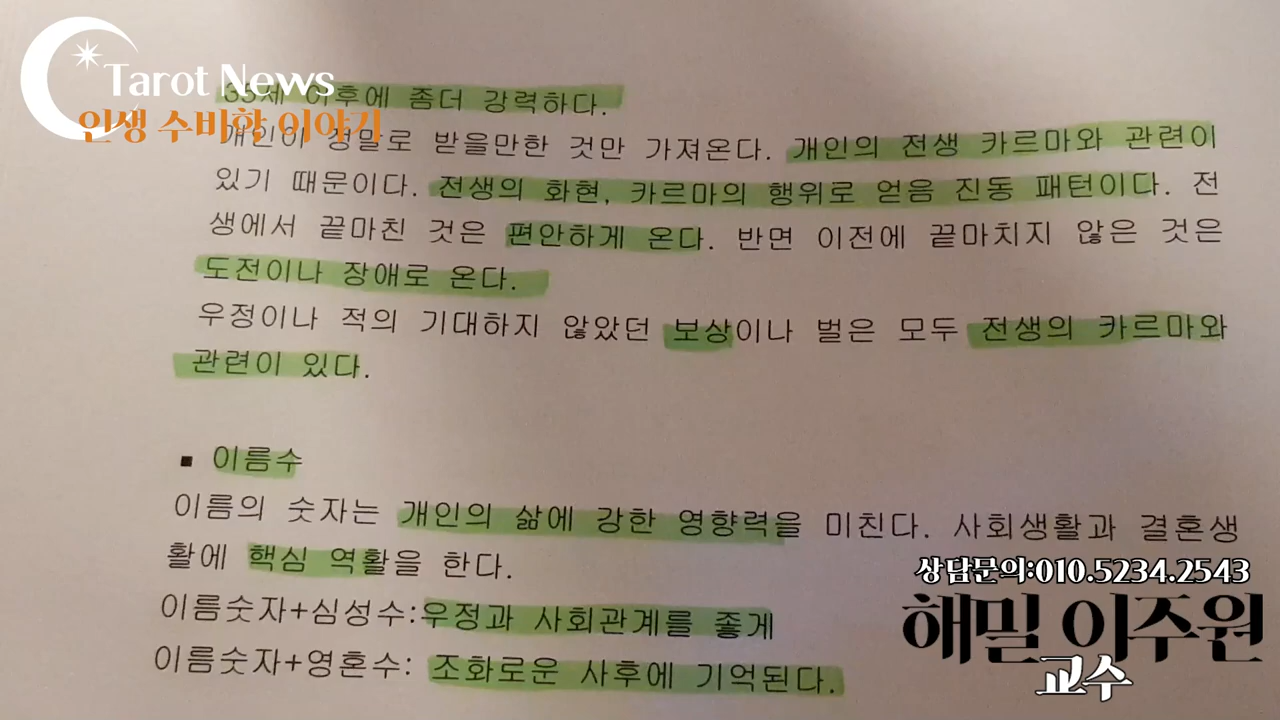 Tarot News
인생 수비학 이야기
35세 이후에 좀더 강력하다.
개인이 정말로 받을만한 것만 가져온다. 개인의 전생 카르마와 관련이
있기 때문이다. 전생의 화현, 카르마의 행위로 얻음 진동 패턴이다. 전
생에서 끝마친 것은 편안하게 온다. 반면 이전에 끝마치지 않은 것은
도전이나 장애로 온다.
우정이나 적의 기대하지 않았던 보상이나 벌은 모두 전생의 카르마와
관련이 있다.
▪ 이름수
이름의 숫자는 개인의 삶에 강한 영향력을 미친다. 사회생활과 결혼생
활에 핵심 역활을 한다.
이름숫자+심성수:우정과 사회관계를 좋게
이름숫자+영혼수: 조화로운 사후에 기억된다.
상담문의:010.5234.2543
해밀 이주원
교수